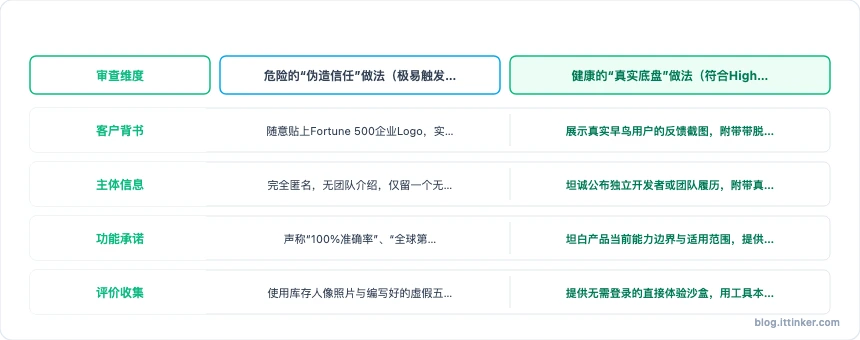 审查维度
危险的“伪造信任”做法（极易触发...
健康的“真实底盘”做法（符合High...
客户背书
随意贴上Fortune 500企业Logo，实...
展示真实早鸟用户的反馈截图，附带带脱...
主体信息
完全匿名，无团队介绍，仅留一个无...
坦诚公布独立开发者或团队履历，附带真...
功能承诺
声称“100%准确率”、“全球第...
坦白产品当前能力边界与适用范围，提供...
评价收集
使用库存人像照片与编写好的虚假五...
提供无需登录的直接体验沙盒，用工具本...
blog.ittinker.com